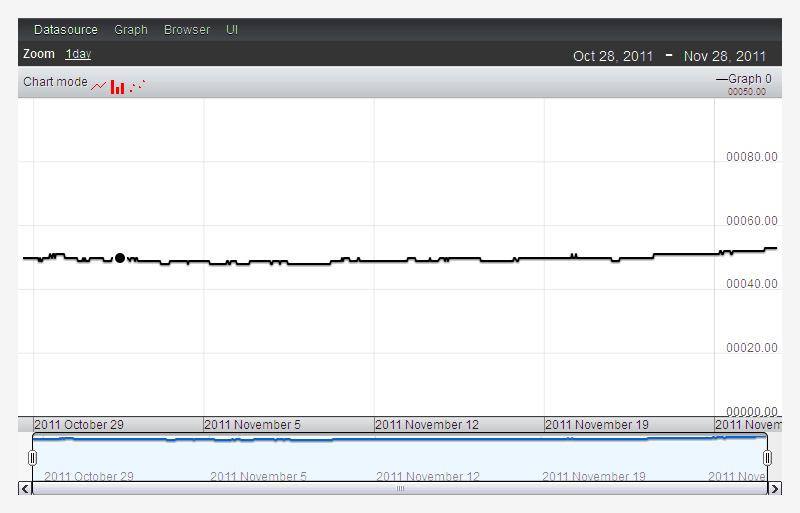 Datasource Graph Browser UI
Zoom 1day Oct 28, 2011 – Nov 28, 2011
Chart mode Graph 0
00050.00
00080.00
00060.00
00040.00
00020.00
00000.00
2011 October 29 2011 November 5 2011 November 12 2011 November 19 2011 Novem
2011 October 29 2011 November 5 2011 November 12 2011 November 19 2011 Nove